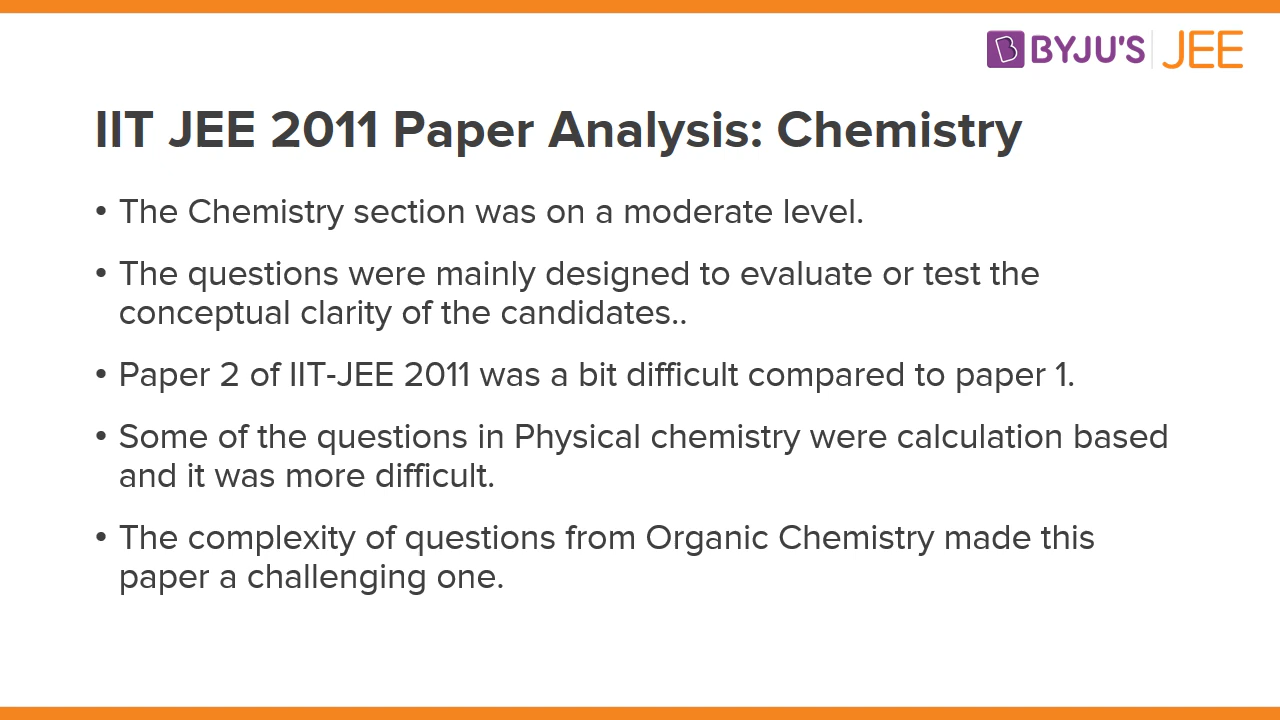 BYJU'S JEE
IIT JEE 2011 Paper Analysis: Chemistry
• The Chemistry section was on a moderate level.
• The questions were mainly designed to evaluate or test the
conceptual clarity of the candidates..
• Paper 2 of IIT-JEE 2011 was a bit difficult compared to paper 1.
• Some of the questions in Physical chemistry were calculation based
and it was more difficult.
• The complexity of questions from Organic Chemistry made this
paper a challenging one.